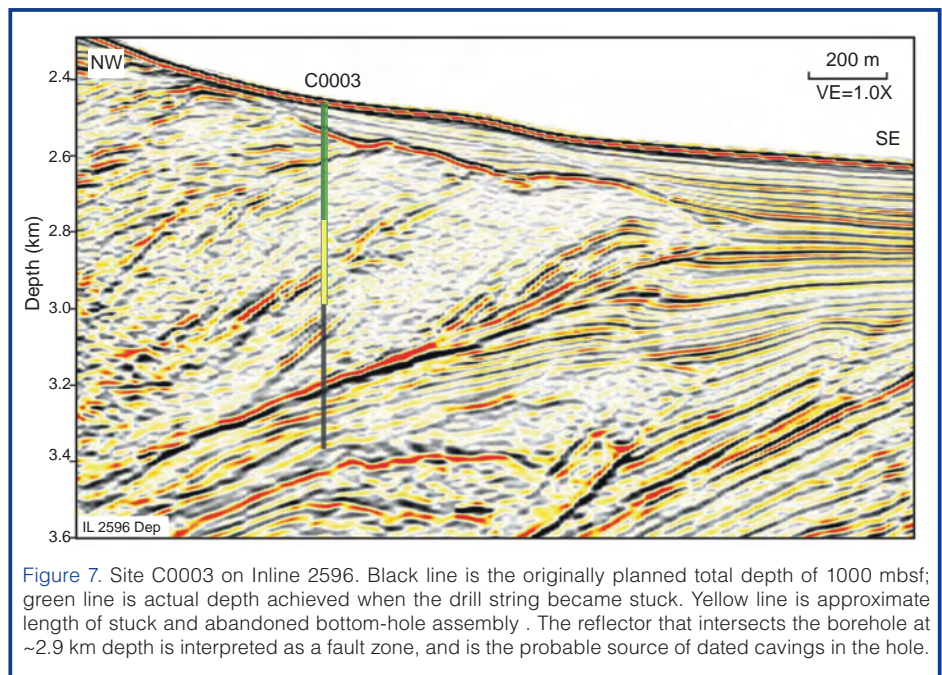 NW
C0003
200 m
VE=1.0X
SE
2.4
2.6
2.8
3.0
3.2
3.4
3.6
Depth (km)
IL 2596 Dep
Figure 7. Site C0003 on Inline 2596. Black line is the originally planned total depth of 1000 mbsf;
green line is actual depth achieved when the drill string became stuck. Yellow line is approximate
length of stuck and abandoned bottom-hole assembly . The reflector that intersects the borehole at
~2.9 km depth is interpreted as a fault zone, and is the probable source of dated cavings in the hole.